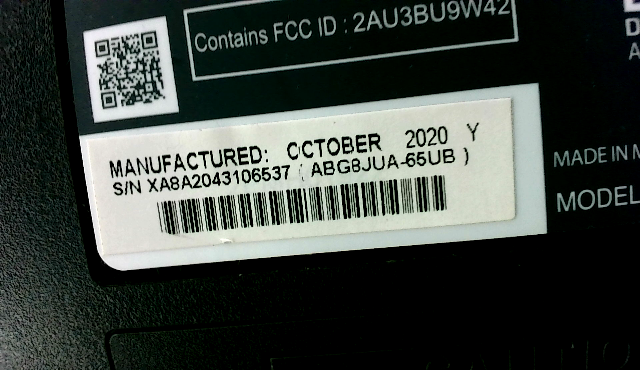 Contains FCC ID : 2AU3BU9W42
MANUFACTURED: OCTOBER 2020 Y
S/N XA8A2043106537 ( ABG8JUA-65UB )
MADE IN
MODEL